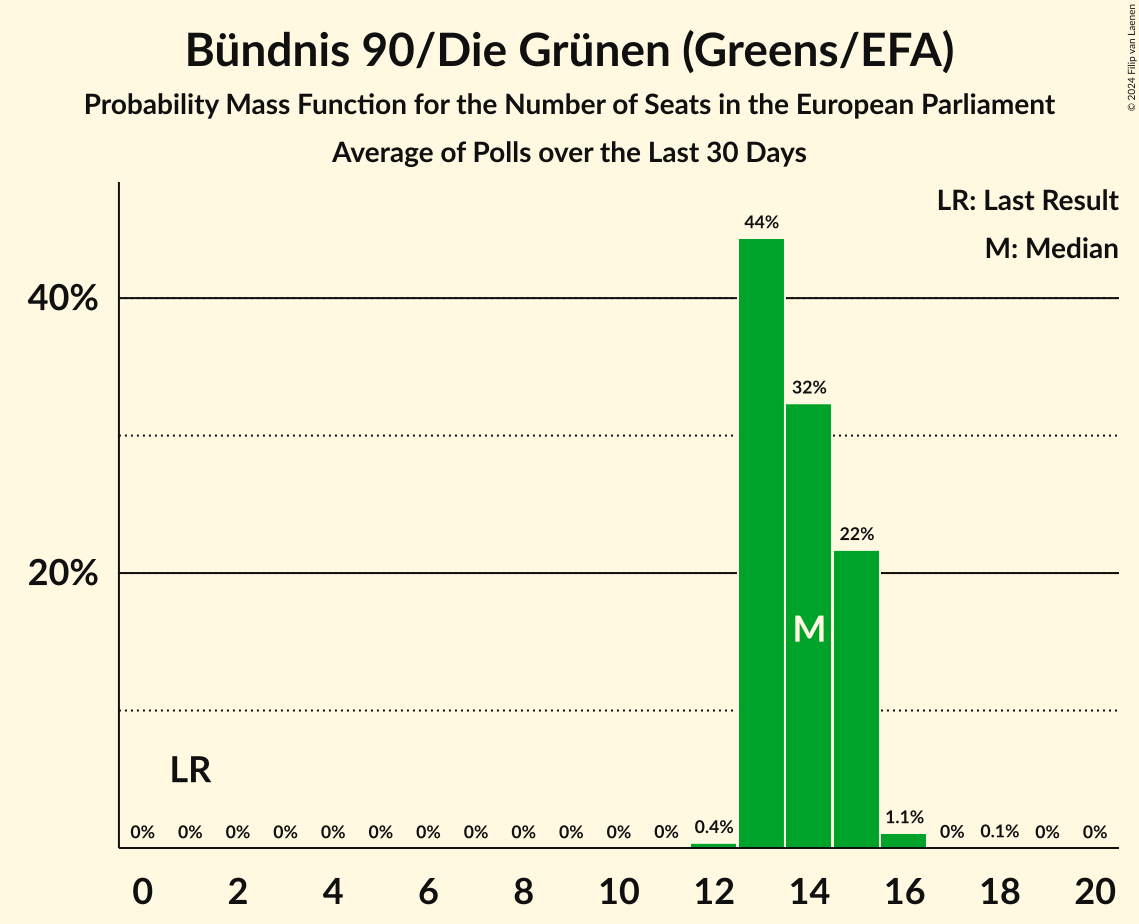 Bündnis 90/Die Grünen (Greens/EFA)
Probability Mass Function for the Number of Seats in the European Parliament
Average of Polls over the Last 30 Days
© 2024 Filip van Laenen
LR: Last Result
M: Median
44%
40%
32%
22%
20%
M
LR
0% 0% 0% 0% 0% 0% 0% 0% 0% 0% 0% 0% 0.4% 1.1% 0% 0.1% 0% 0%
0 2 4 6 8 10 12 14 16 18 20